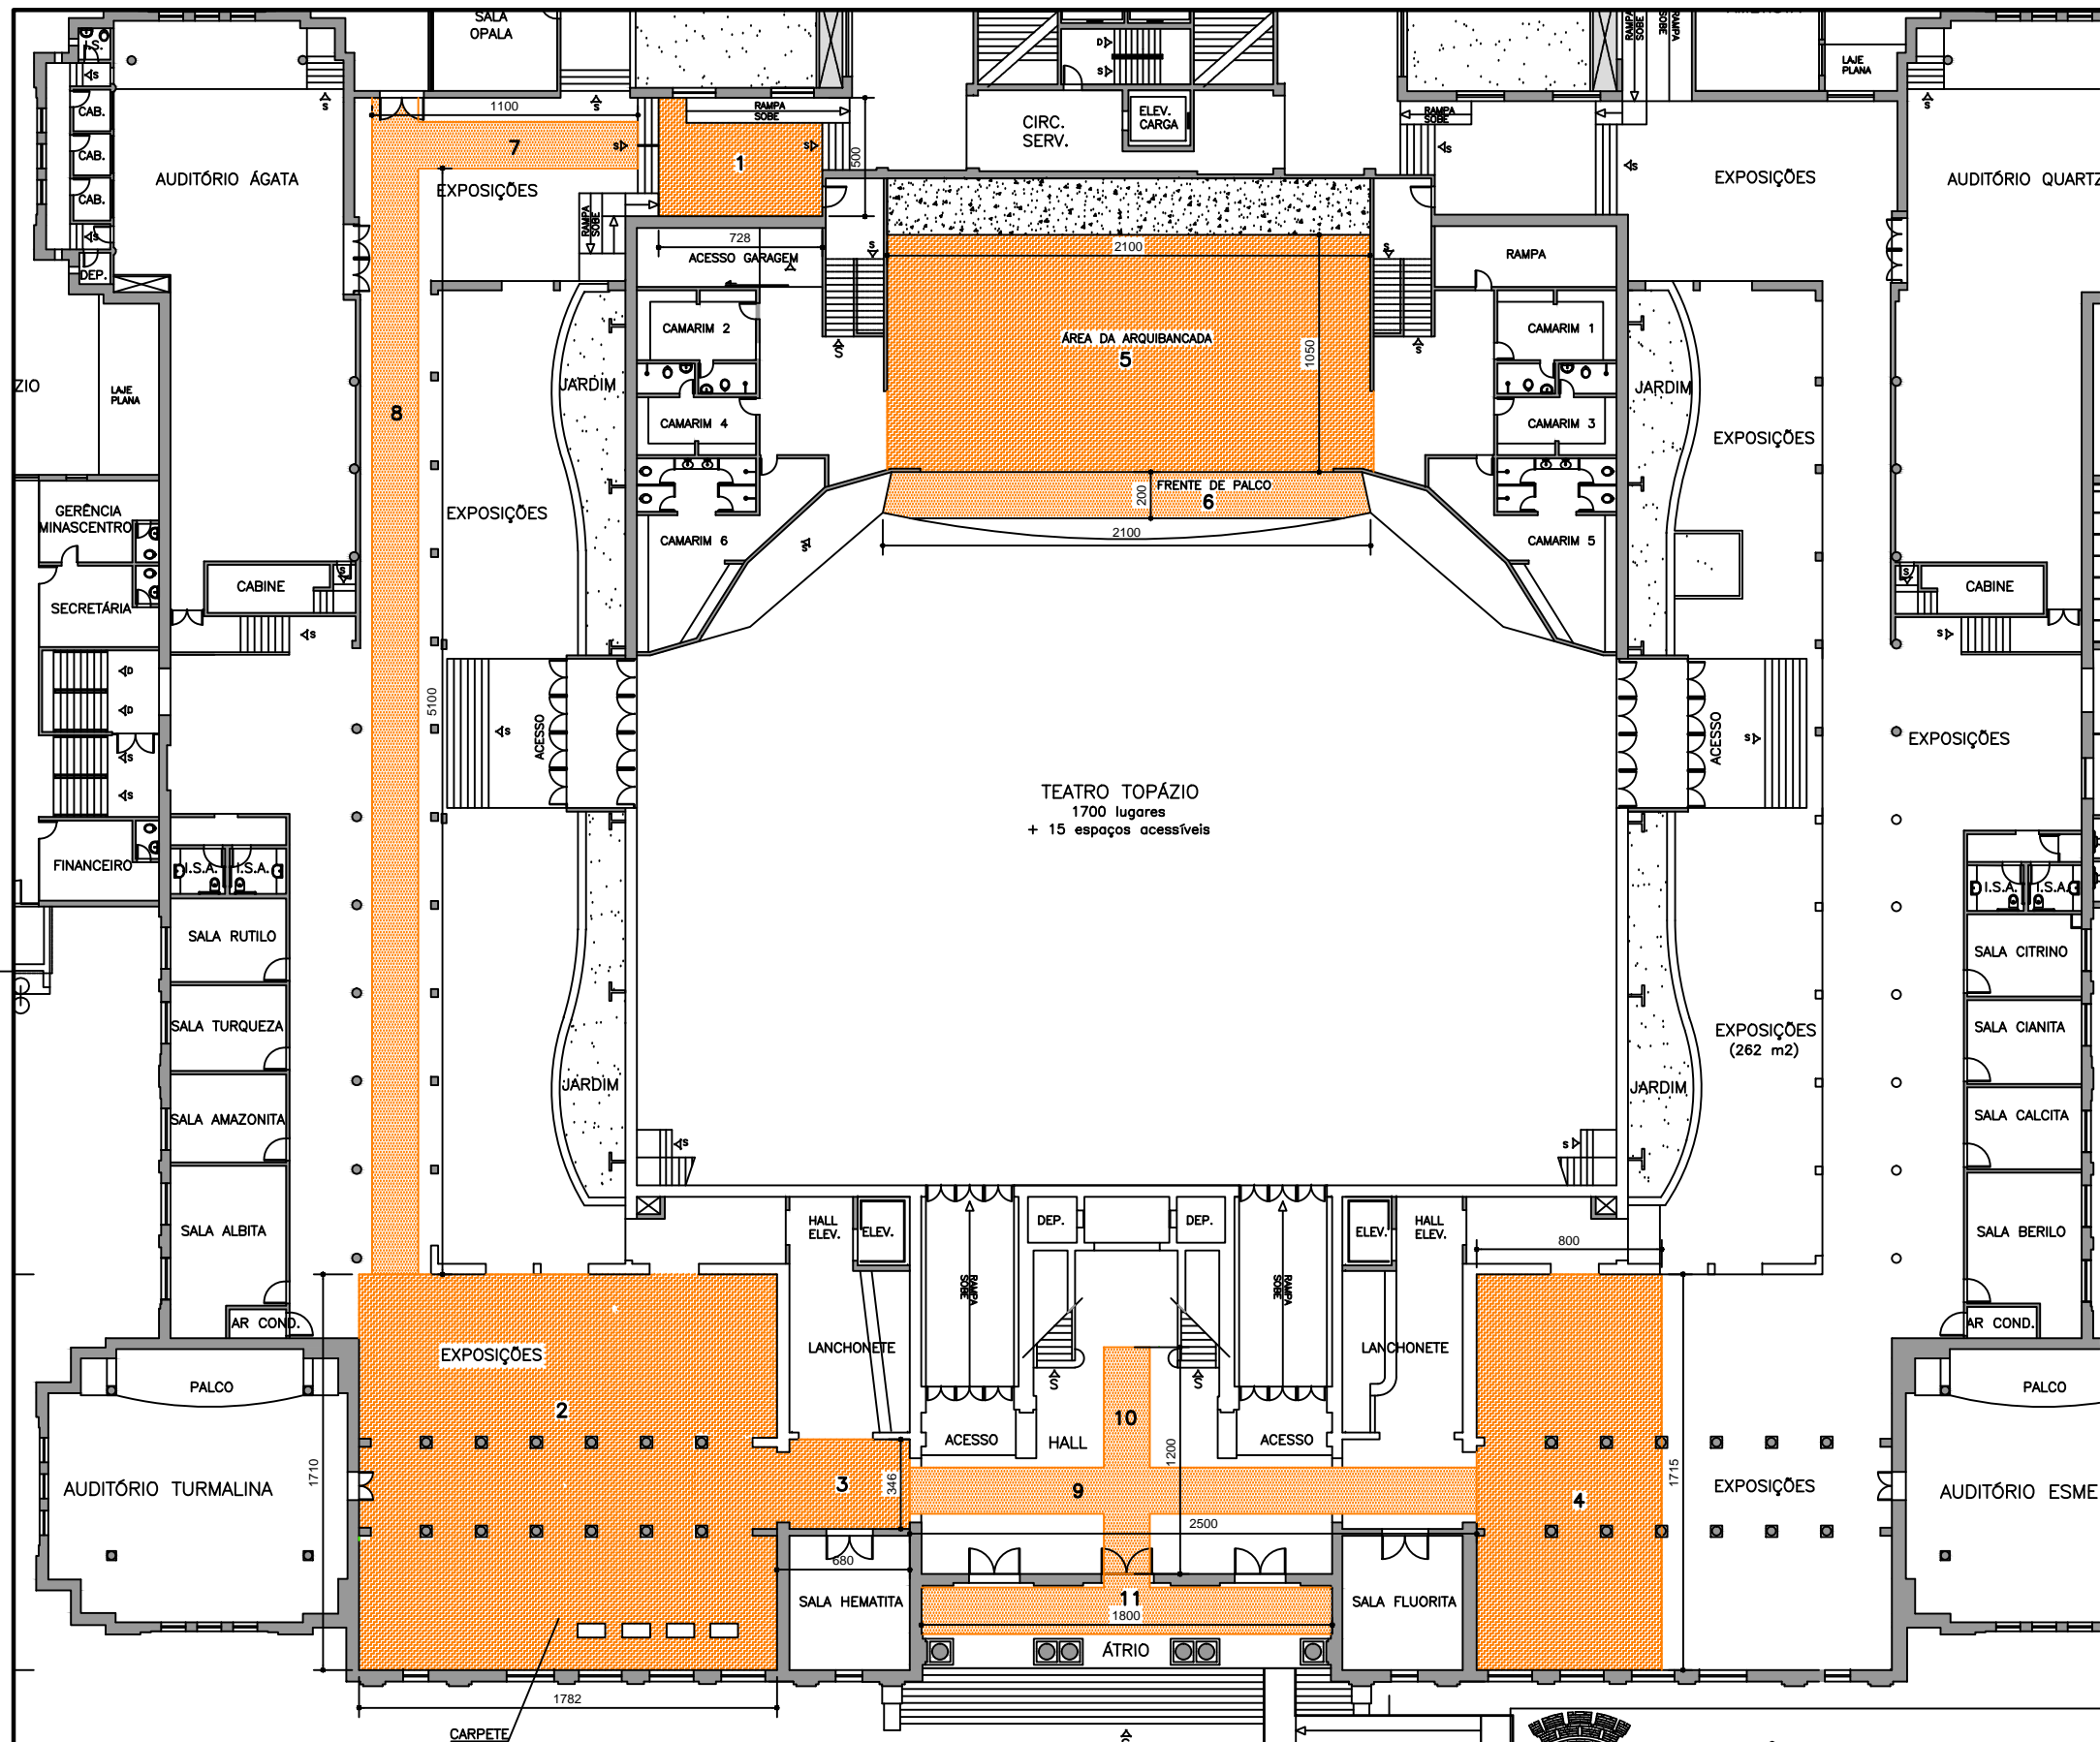 SALA
OPALA
I.S.
CAB.
CAB.
CAB.
DEP.
AUDITÓRIO ÁGATA
1100
7
EXPOSIÇÕES
1
RAMPA
SOBE
RAMPA
SOBE
500
728
ACESSO GARAGEM
CIRC.
SERV.
ELEV.
CARGA
D
S
RAMPA
SOBE
RAMPA
SOBE
SOBE
RAMPA
LAJE
PLANA
EXPOSIÇÕES
RAMPA
2100
ÁREA DA ARQUIBANCADA
5
1050
FRENTE DE PALCO
6
200
2100
CAMARIM 2
CAMARIM 4
CAMARIM 6
CAMARIM 1
CAMARIM 3
CAMARIM 5
ZIO
LAJE
PLANA
8
JARDIM
JARDIM
EXPOSIÇÕES
EXPOSIÇÕES
GERÊNCIA
MINASCENTRO
SECRETÁRIA
CABINE
CABINE
5100
ACESSO
ACESSO
EXPOSIÇÕES
TEATRO TOPÁZIO
1700 lugares
+ 15 espaços acessíveis
FINANCEIRO
I.S.A.
I.S.A.
I.S.A.
I.S.A.
SALA RUTILO
SALA TURQUEZA
SALA AMAZONITA
SALA ALBITA
AR COND.
SALA CITRINO
SALA CIANITA
SALA CALCITA
SALA BERILO
AR COND.
EXPOSIÇÕES
(262 m2)
JARDIM
JARDIM
HALL
ELEV.
ELEV.
DEP.
DEP.
ELEV.
HALL
ELEV.
800
RAMPA
SOBE
RAMPA
SOBE
LANCHONETE
LANCHONETE
EXPOSIÇÕES
2
PALCO
PALCO
1710
AUDITÓRIO TURMALINA
3
346
ACESSO
HALL
10
ACESSO
1200
9
2500
4
1715
EXPOSIÇÕES
AUDITÓRIO ESME
680
SALA HEMATITA
11
1800
ÁTRIO
SALA FLUORITA
1782
CARPETE